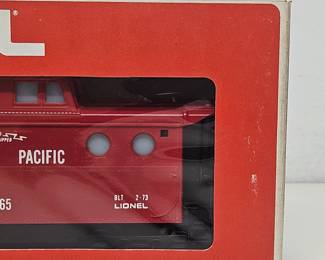 L
®
PACIFIC
65
BLT 2-73
LIONEL